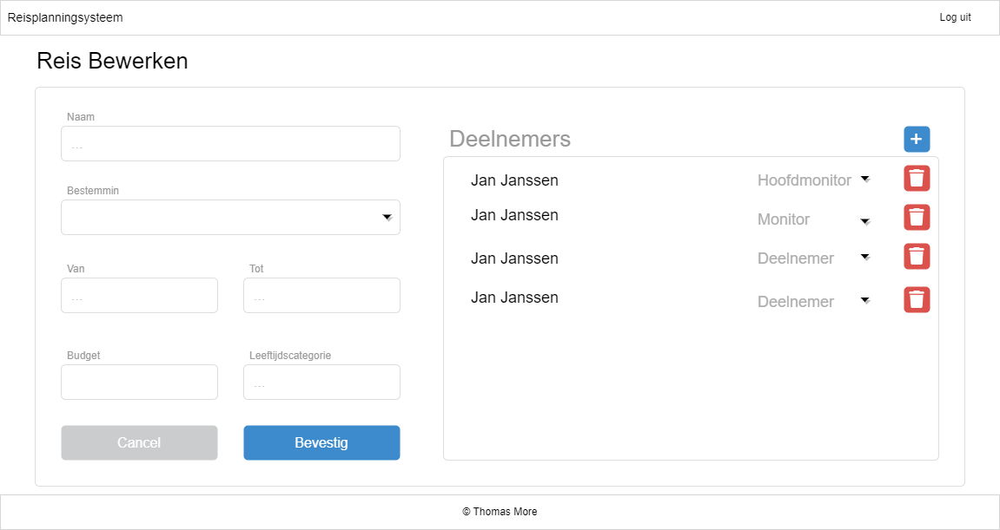 Reisplanningsysteem
Log uit
Reis Bewerken
Naam
...
Bestemmin
Van
Tot
...
...
Budget
Leeftijdscategorie
...
Cancel
Bevestig
Deelnemers
+
Jan Janssen Hoofdmonitor
Jan Janssen Monitor
Jan Janssen Deelnemer
Jan Janssen Deelnemer
© Thomas More